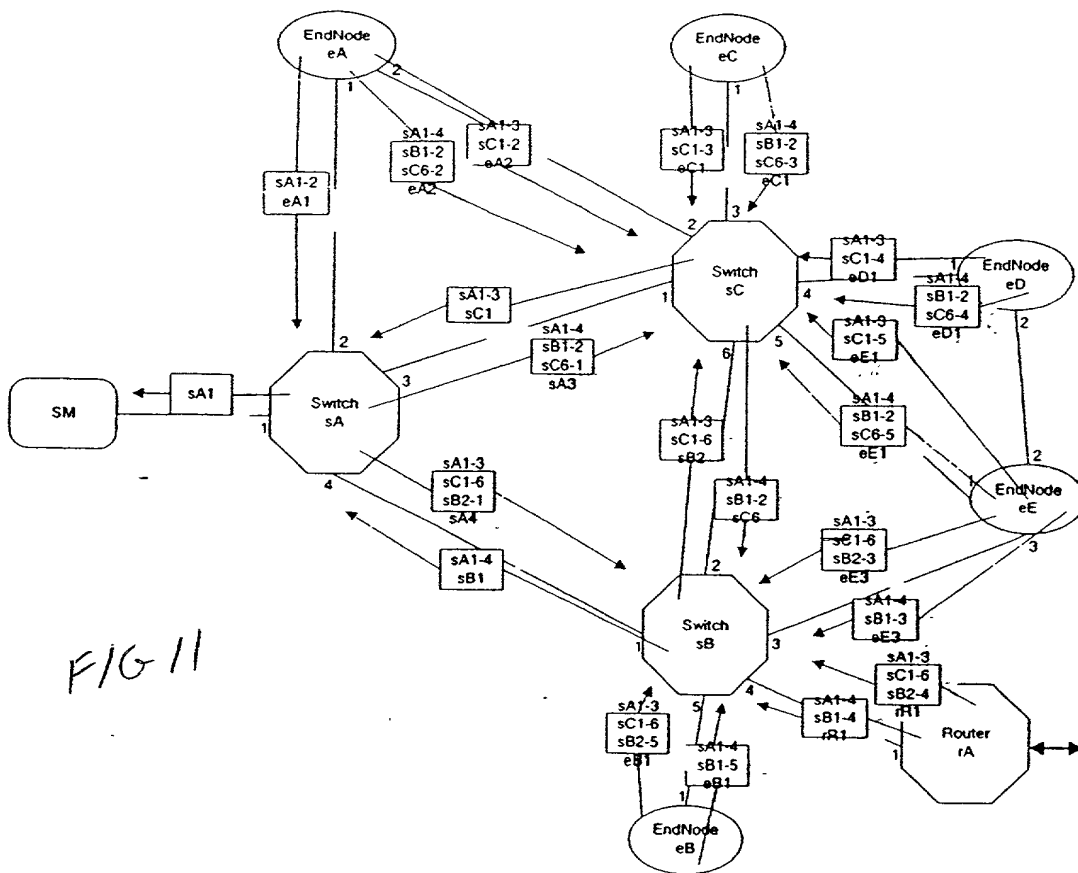 EndNode
eA
1
2
EndNode
eC
1
sA1-2
eA1
sA1-4
sB1-2
sC6-2
eA2
sA1-3
sC1-2
eA2
sA1-3
sC1-3
eC1
sA1-4
sB1-2
sC6-3
eC1
Switch
sC
1
2
3
4
5
6
sA1-3
sC1-4
eD1
sA1-4
sB1-2
sC6-4
eD1
EndNode
eD
1
2
sA1-3
sC1
sA1-4
sB1-2
sC6-1
sA3
sA1-3
sC1-5
eE1
sA1-4
sB1-2
sC6-5
eE1
SM
sA1
Switch
sA
1
2
3
4
sA1-3
sC1-6
sB2
sA1-4
sB1-2
sC6
EndNode
eE
1
2
3
sA1-3
sC1-6
sB2-1
sA4
sA1-4
sB1
sA1-3
sC1-6
sB2-3
eE3
sA1-4
sB1-3
eE3
Switch
sB
1
2
3
4
5
sA1-3
sC1-6
sB2-4
rR1
sA1-4
sB1-4
rR1
Router
rA
1
sA1-3
sC1-6
sB2-5
eB1
sA1-4
sB1-5
eB1
EndNode
eB
1
FIG 11